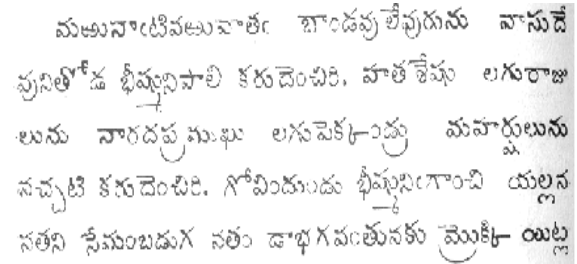 మఱునాఁటివఱువాతఁ బాండవు లేవురును వాసుదే
వునితోడ భీష్మునిపాలి కరుదెంచిరి. హతశేషు లగురాజు
లును నారదప్రముఖు లగుపెక్కండ్రు మహర్షులును
నచ్చటి కరుదెంచిరి. గోవిందుండు భీష్మునిఁగాంచి యల్లన
నతని సేమంబడుగ నతం డాభగవంతునకు మ్రొక్కి యిట్ల